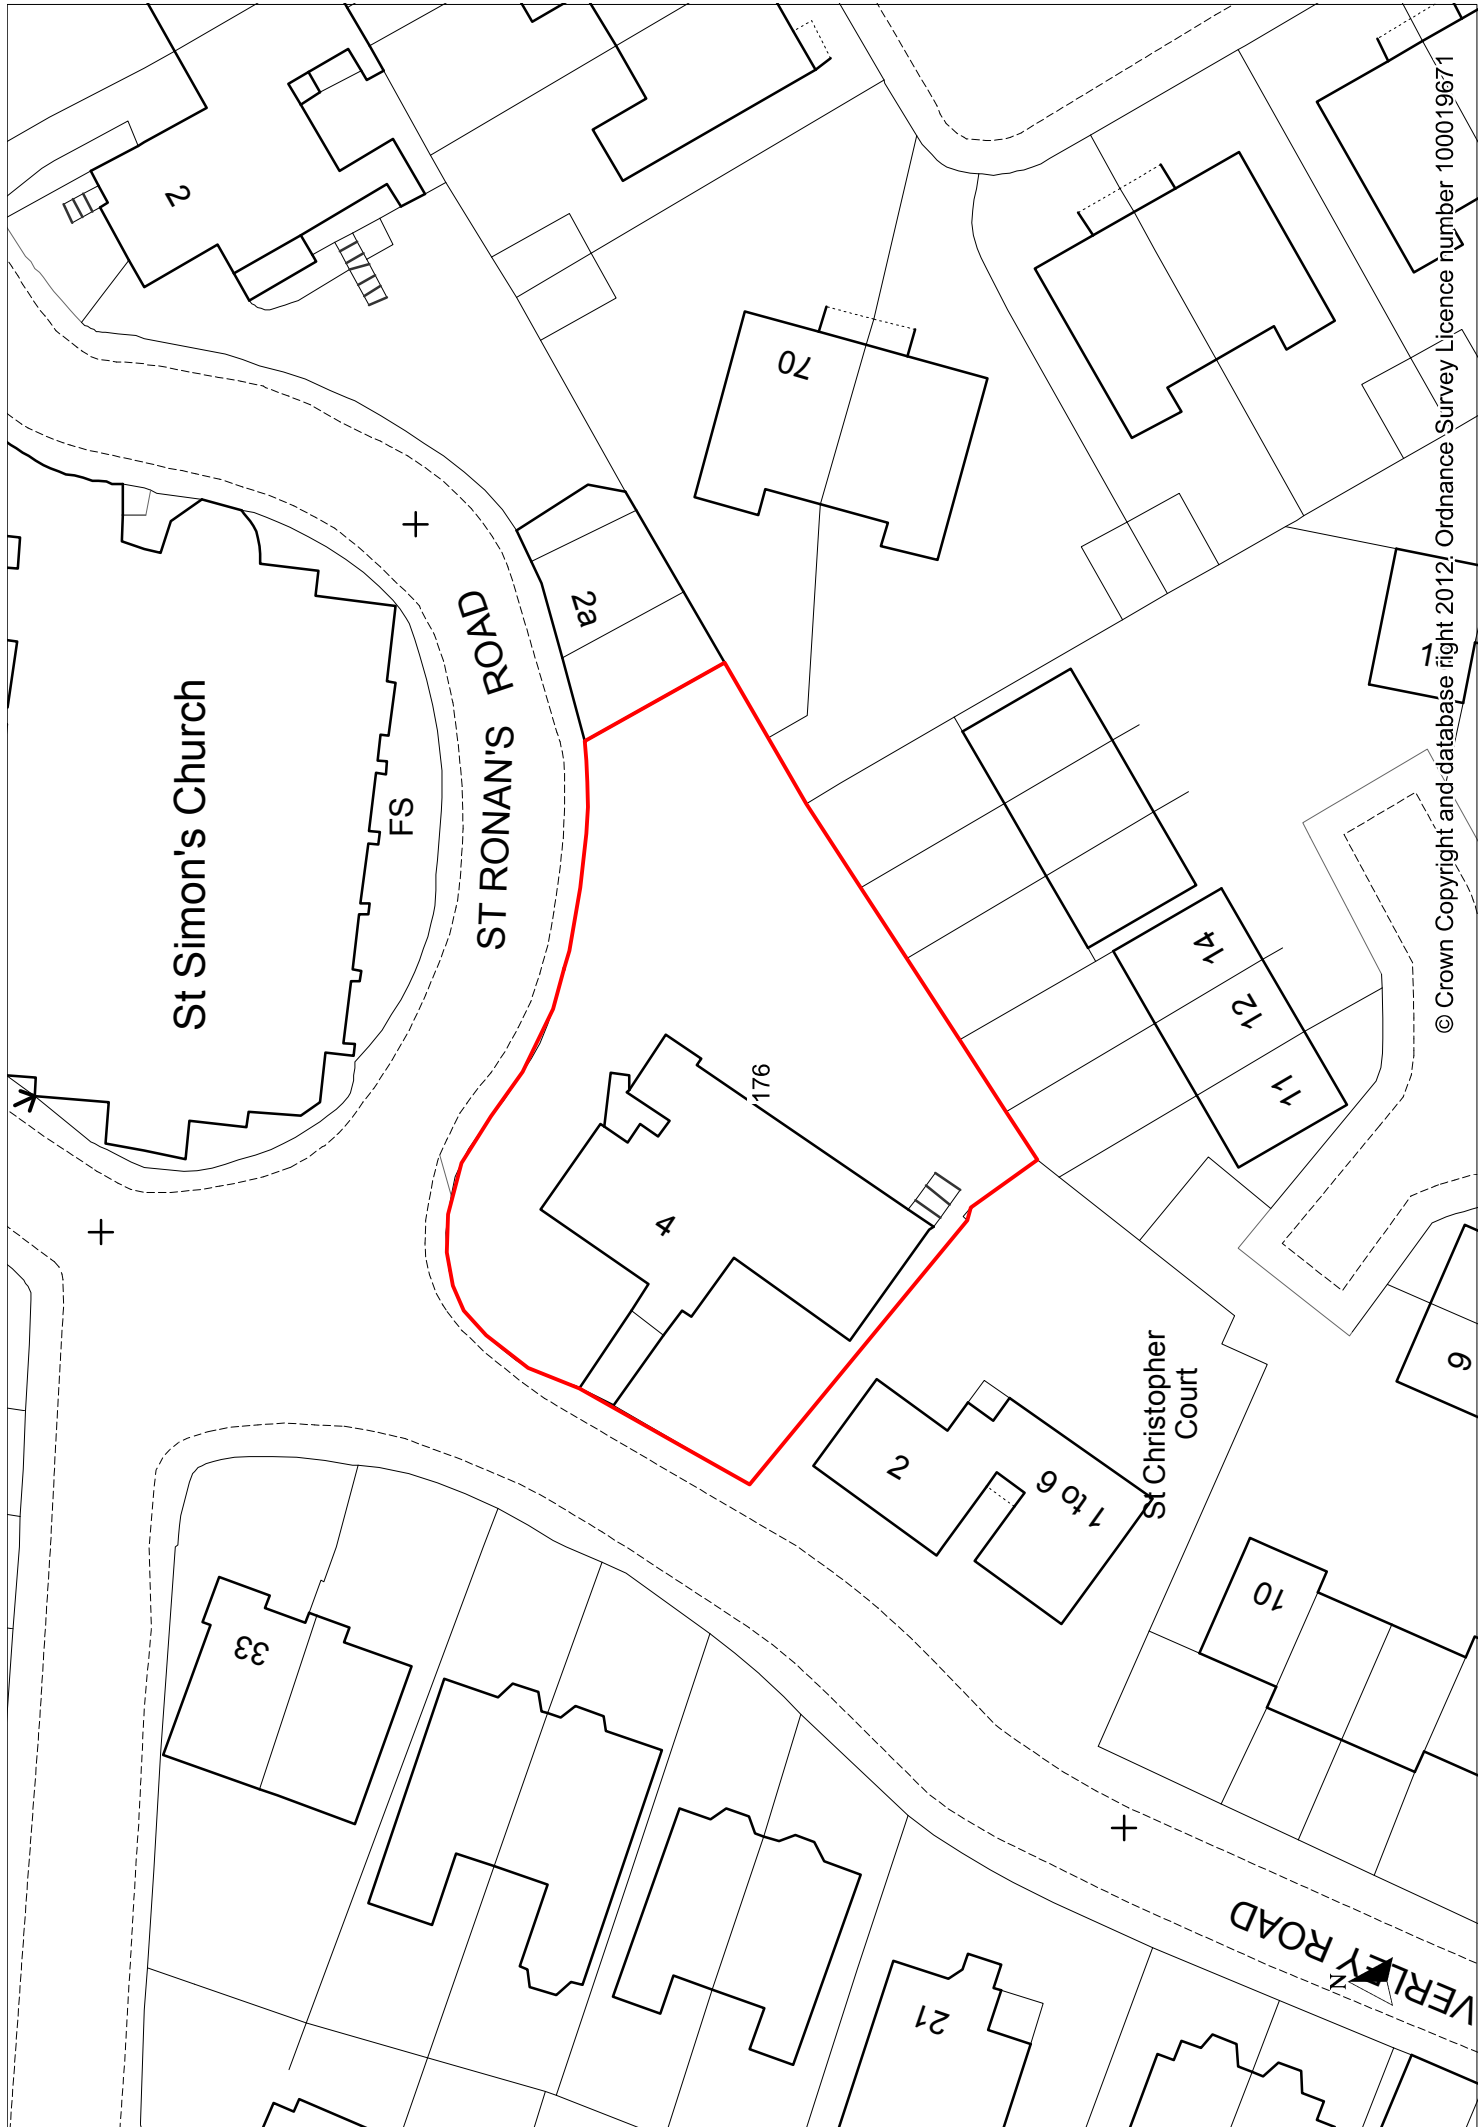 2
70
2a
ST RONAN'S ROAD
St Simon's Church
FS
176
4
14
12
11
1
9
2
1 to 6
St Christopher
Court
10
33
21
VERLEY ROAD
N
© Crown Copyright and database right 2012. Ordnance Survey Licence number 100019671